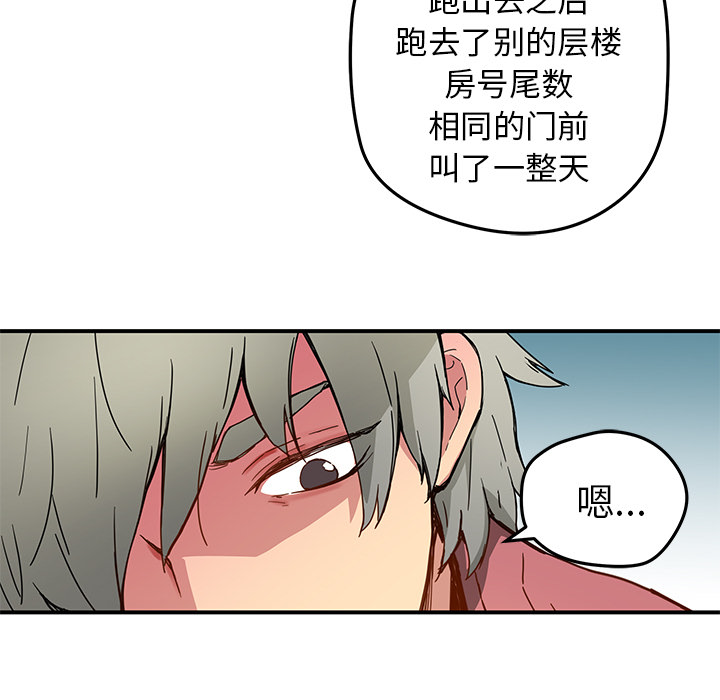 跑出去之后
跑去了别的层楼
房号尾数
相同的门前
叫了一整天
嗯...